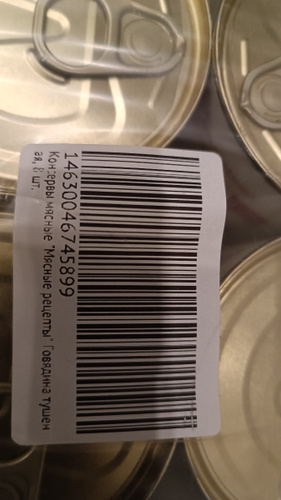 14630046745899
Консервы мясные "Мясные рецепты" Говядина тушен
ая, 8 шт.